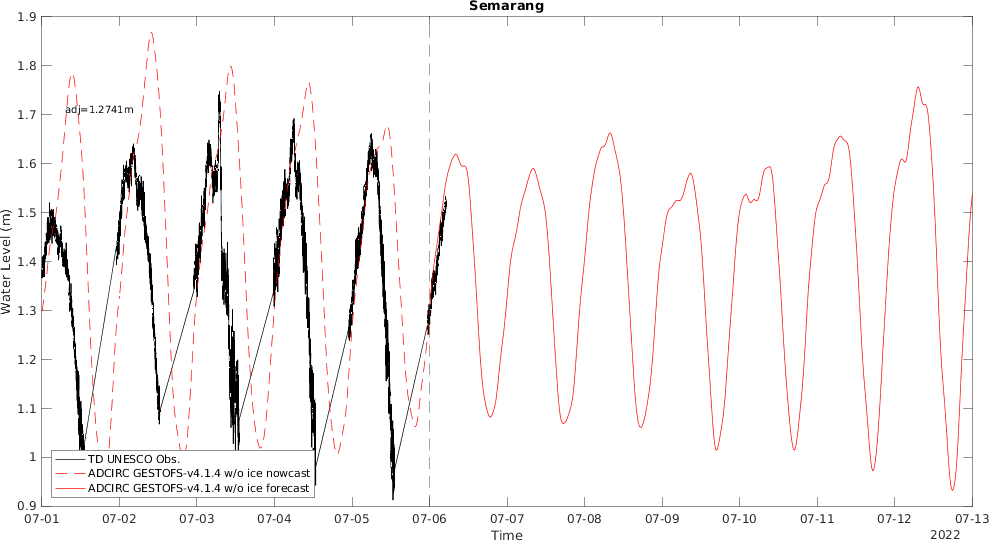 Semarang
1.9
1.8
1.7
1.6
1.5
1.4
1.3
1.2
1.1
1
0.9
Water Level (m)
adj=1.2741m
TD UNESCO Obs.
ADCIRC GESTOFS-v4.1.4 w/o ice nowcast
ADCIRC GESTOFS-v4.1.4 w/o ice forecast
07-01 07-02 07-03 07-04 07-05 07-06 07-07 07-08 07-09 07-10 07-11 07-12 07-13
Time
2022